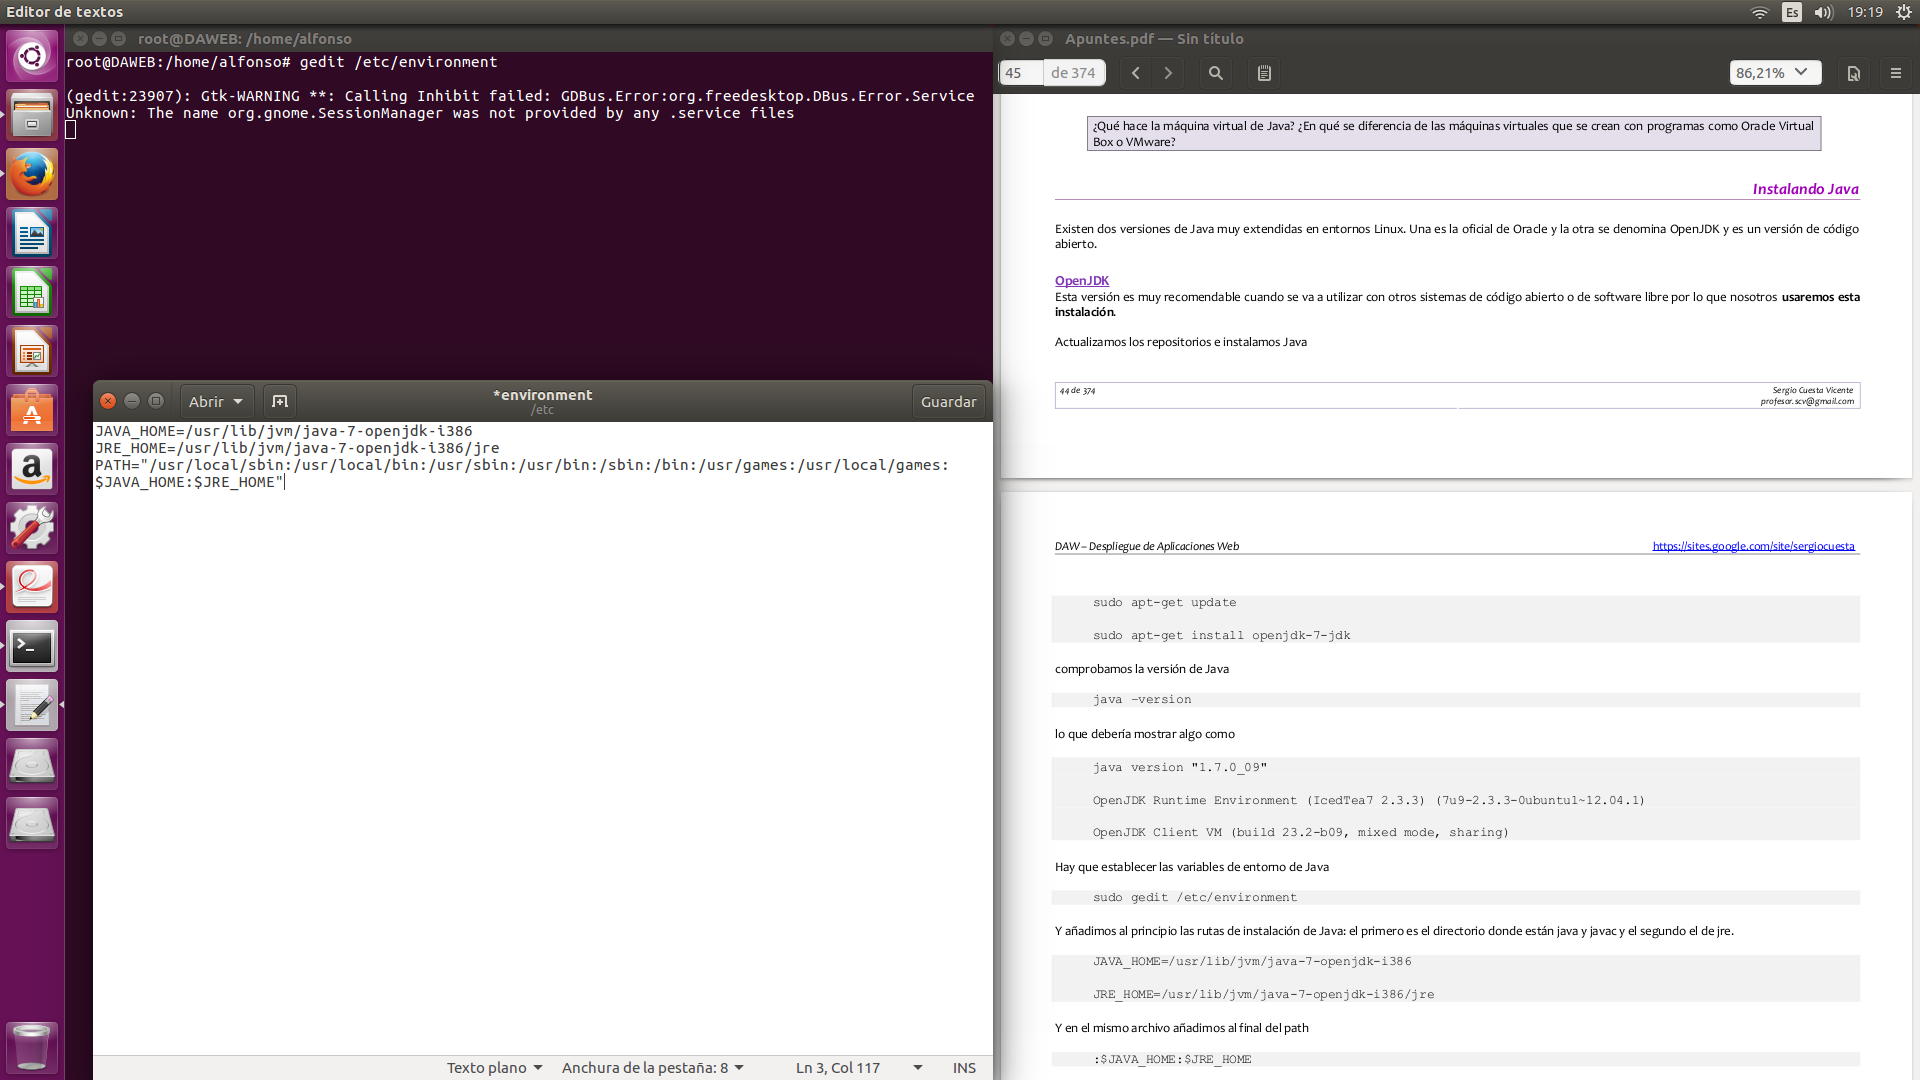 Editor de textos
Es
19:19
root@DAWEB: /home/alfonso
root@DAWEB:/home/alfonso# gedit /etc/environment
(gedit:23907): Gtk-WARNING **: Calling Inhibit failed: GDBus.Error:org.freedesktop.DBus.Error.Service
Unknown: The name org.gnome.SessionManager was not provided by any .service files
Abrir
*environment
/etc
Guardar
JAVA_HOME=/usr/lib/jvm/java-7-openjdk-i386
JRE_HOME=/usr/lib/jvm/java-7-openjdk-i386/jre
PATH="/usr/local/sbin:/usr/local/bin:/usr/sbin:/usr/bin:/sbin:/bin:/usr/games:/usr/local/games:
$JAVA_HOME:$JRE_HOME"
Texto plano
Anchura de la pestaña: 8
Ln 3, Col 117
INS
Apuntes.pdf — Sin título
45
de 374
86,21%
¿Qué hace la máquina virtual de Java? ¿En qué se diferencia de las máquinas virtuales que se crean con programas como Oracle Virtual
Box o VMware?
Instalando Java
Existen dos versiones de Java muy extendidas en entornos Linux. Una es la oficial de Oracle y la otra se denomina OpenJDK y es un versión de código
abierto.
OpenJDK
Esta versión es muy recomendable cuando se va a utilizar con otros sistemas de código abierto o de software libre por lo que nosotros usaremos esta
instalación.
Actualizamos los repositorios e instalamos Java
44 de 374
Sergio Cuesta Vicente
profesor.scv@gmail.com
DAW – Despliegue de Aplicaciones Web
https://sites.google.com/site/sergiocuesta
sudo apt-get update
sudo apt-get install openjdk-7-jdk
comprobamos la versión de Java
java –version
lo que debería mostrar algo como
java version "1.7.0_09"
OpenJDK Runtime Environment (IcedTea7 2.3.3) (7u9-2.3.3-0ubuntu1~12.04.1)
OpenJDK Client VM (build 23.2-b09, mixed mode, sharing)
Hay que establecer las variables de entorno de Java
sudo gedit /etc/environment
Y añadimos al principio las rutas de instalación de Java: el primero es el directorio donde están java y javac y el segundo el de jre.
JAVA_HOME=/usr/lib/jvm/java-7-openjdk-i386
JRE_HOME=/usr/lib/jvm/java-7-openjdk-i386/jre
Y en el mismo archivo añadimos al final del path
:$JAVA_HOME:$JRE_HOME